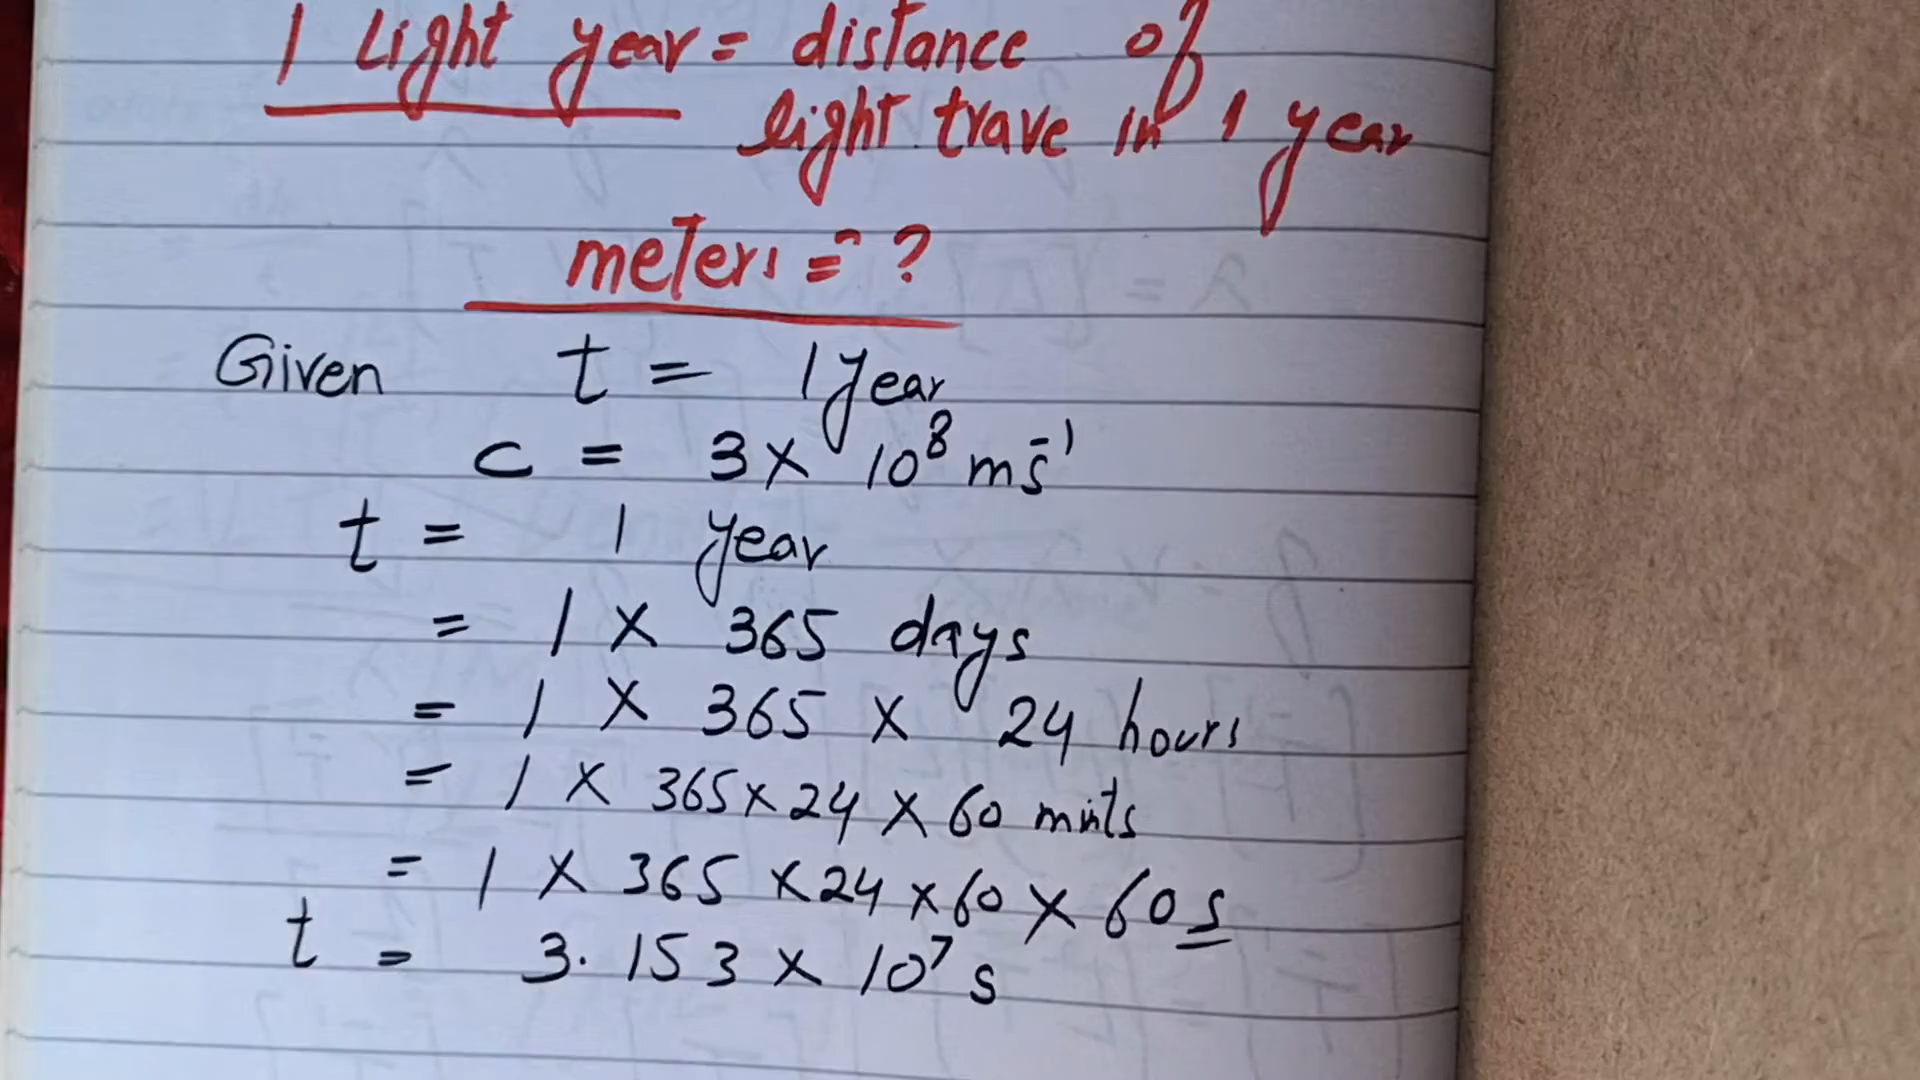 1 Light year = distance of
light trave in 1 year
meters = ?
Given t = 1 year
c = 3 × 10⁸ ms⁻¹
t = 1 year
= 1 × 365 days
= 1 × 365 × 24 hours
= 1 × 365 × 24 × 60 mints
= 1 × 365 × 24 × 60 × 60 s
t = 3.153 × 10⁷ s